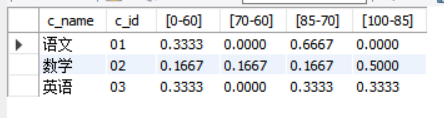 c_name c_id [0-60] [70-60] [85-70] [100-85]
语文 01 0.3333 0.0000 0.6667 0.0000
数学 02 0.1667 0.1667 0.1667 0.5000
英语 03 0.3333 0.0000 0.3333 0.3333